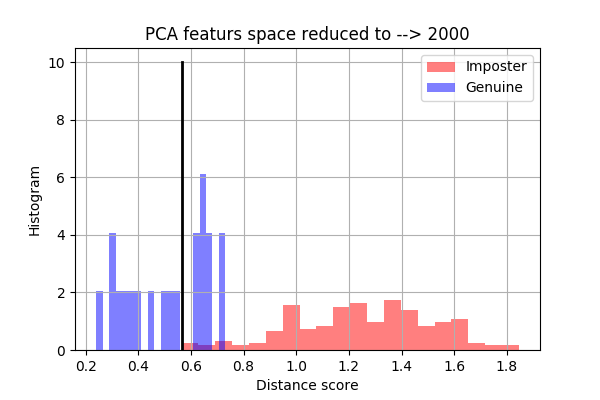 PCA featurs space reduced to --> 2000
Imposter
Genuine
Histogram
10
8
6
4
2
0
0.2 0.4 0.6 0.8 1.0 1.2 1.4 1.6 1.8
Distance score